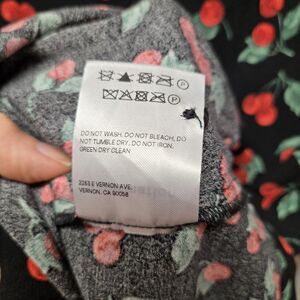 DO NOT WASH. DO NOT BLEACH, DO
NOT TUMBLE DRY, DO NOT IRON.
GREEN DRY CLEAN
2253 E VERNON AVE.
VERNON, CA 90058